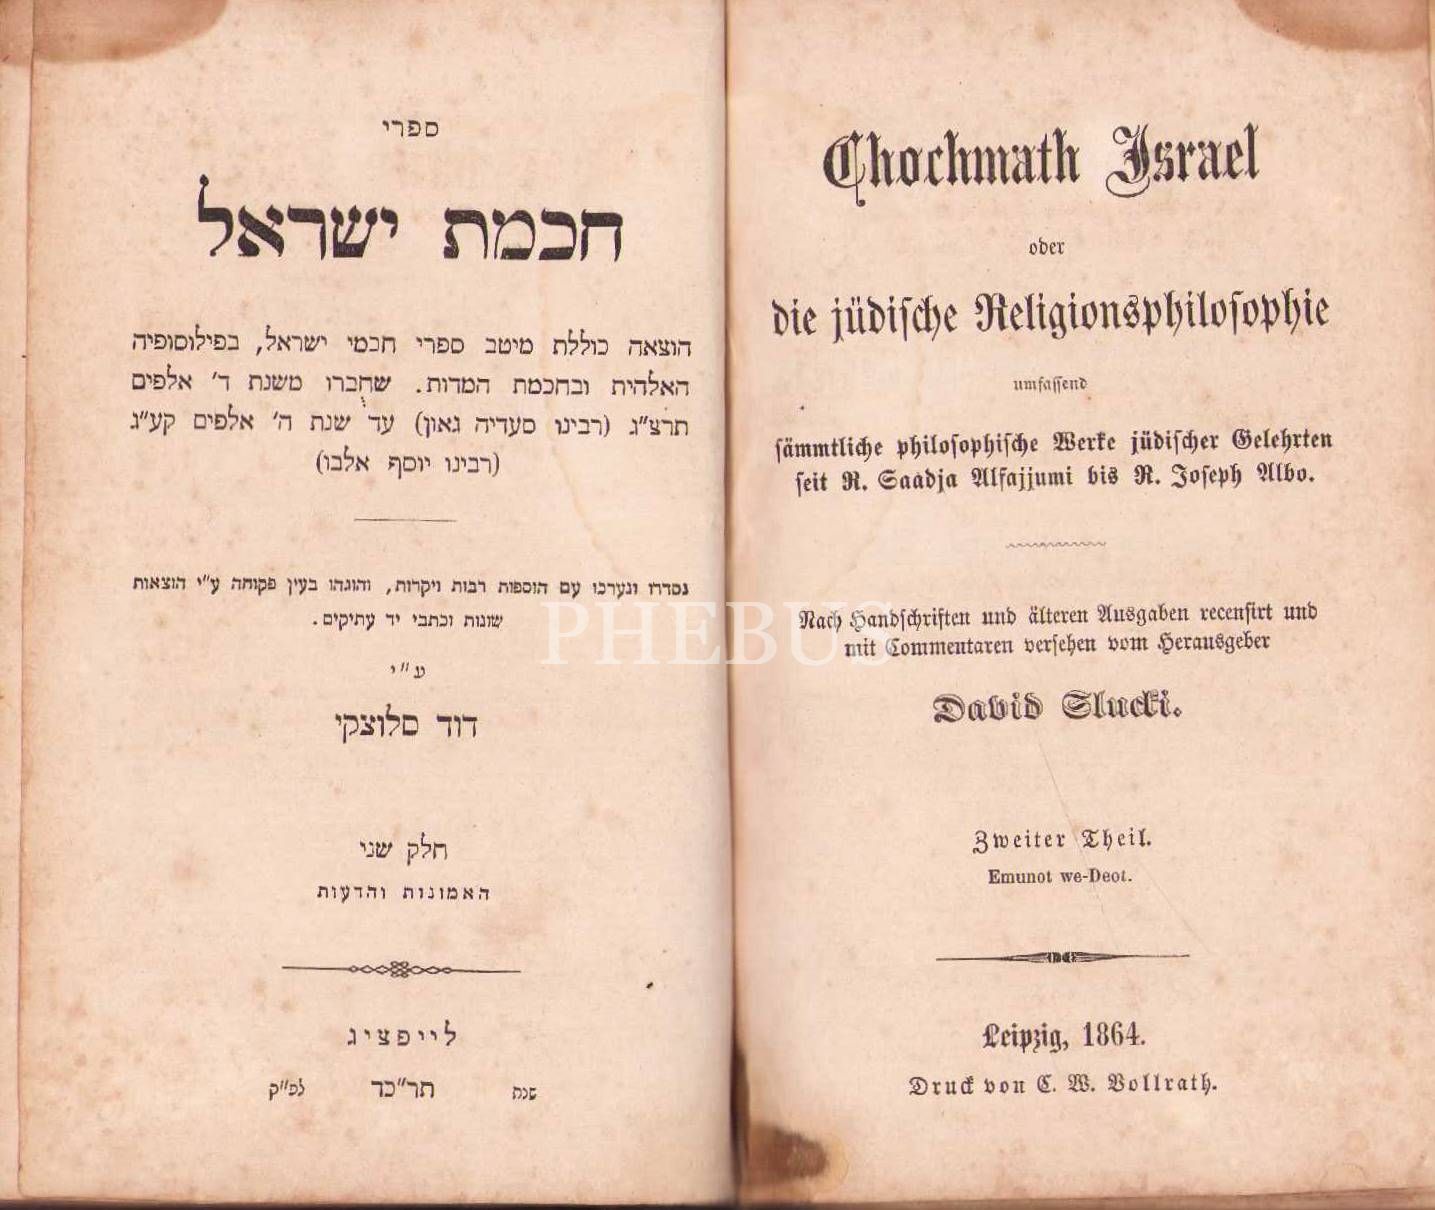 ספרי
חכמת ישראל
הוצאה כוללת מיטב ספרי חכמי ישראל, בפילוסופיה
האלהית ובחכמת המדות. שחברו משנת ד' אלפים
תרצ"ג (רבינו סעדיה גאון) עד שנת ה' אלפים קע"ג
(רבינו יוסף אלבו)
נסדרו ונערכו עם הוספות רבות ויקרות, והוגהו בעין פקוחה ע"י הוצאות
שונות וכתבי יד עתיקים.
ע"י
דוד סלוצקי
חלק שני
האמונות והדעות
לייפציג
שנת תר"כד לפ"ק
Chochmath Israel
oder
die jüdische Religionsphilosophie
umfassend
sämmtliche philosophische Werke jüdischer Gelehrten
seit R. Saadja Alfajjumi bis R. Joseph Albo.
Nach Handschriften und älteren Ausgaben recensirt und
mit Commentaren versehen vom Herausgeber
David Slucki.
Zweiter Theil.
Emunot we-Deot.
Leipzig, 1864.
Druck von C. W. Vollrath.
PHEBUS